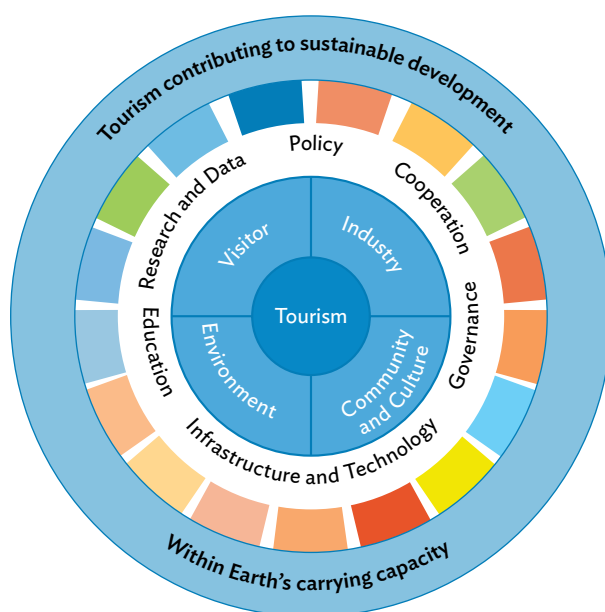 Tourism contributing to sustainable development
Policy
Cooperation
Governance
Infrastructure and Technology
Education
Research and Data
Visitor
Industry
Community
and Culture
Environment
Tourism
Within Earth's carrying capacity